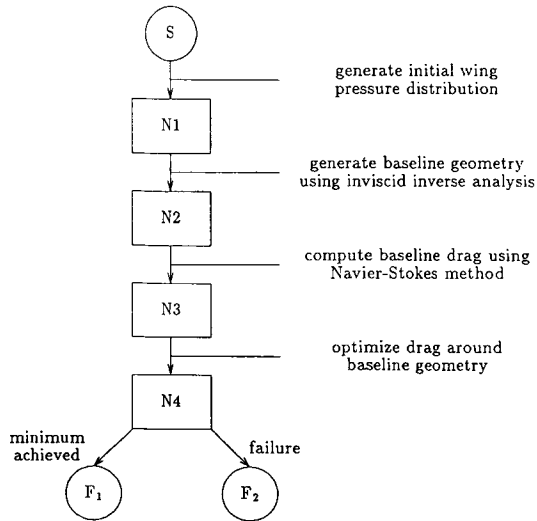 S
generate initial wing
pressure distribution
N1
generate baseline geometry
using inviscid inverse analysis
N2
compute baseline drag using
Navier-Stokes method
N3
optimize drag around
baseline geometry
N4
minimum
achieved
failure
F₁
F₂